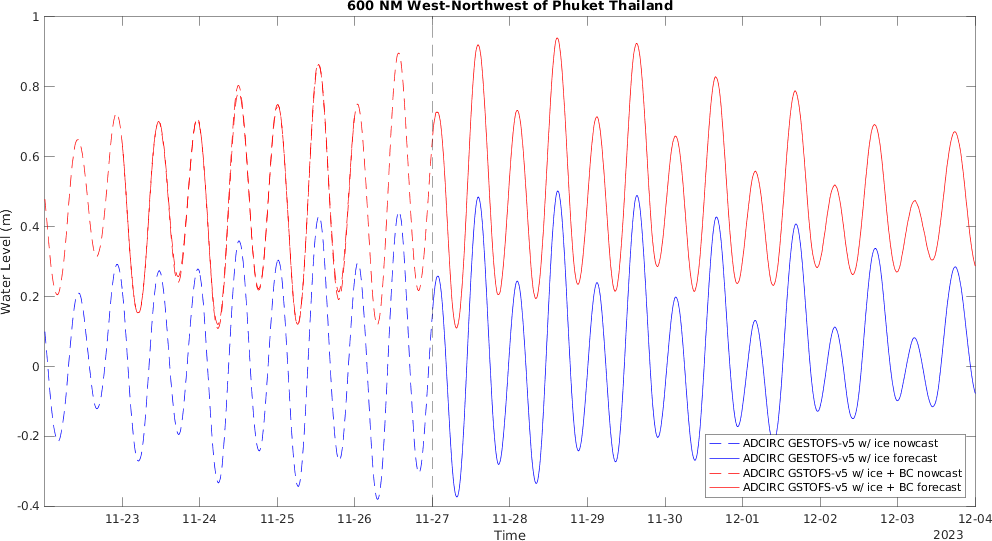 600 NM West-Northwest of Phuket Thailand
1
0.8
0.6
0.4
0.2
0
-0.2
-0.4
Water Level (m)
ADCIRC GESTOFS-v5 w/ ice nowcast
ADCIRC GESTOFS-v5 w/ ice forecast
ADCIRC GSTOFS-v5 w/ ice + BC nowcast
ADCIRC GSTOFS-v5 w/ ice + BC forecast
11-23 11-24 11-25 11-26 11-27 11-28 11-29 11-30 12-01 12-02 12-03 12-04
Time
2023